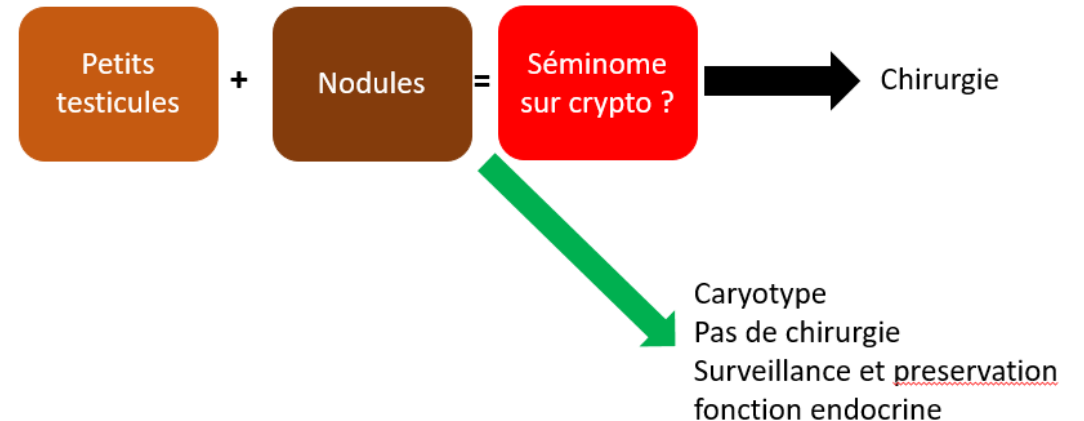 Petits
testicules
+
Nodules
=
Séminome
sur crypto ?
Chirurgie
Caryotype
Pas de chirurgie
Surveillance et preservation
fonction endocrine